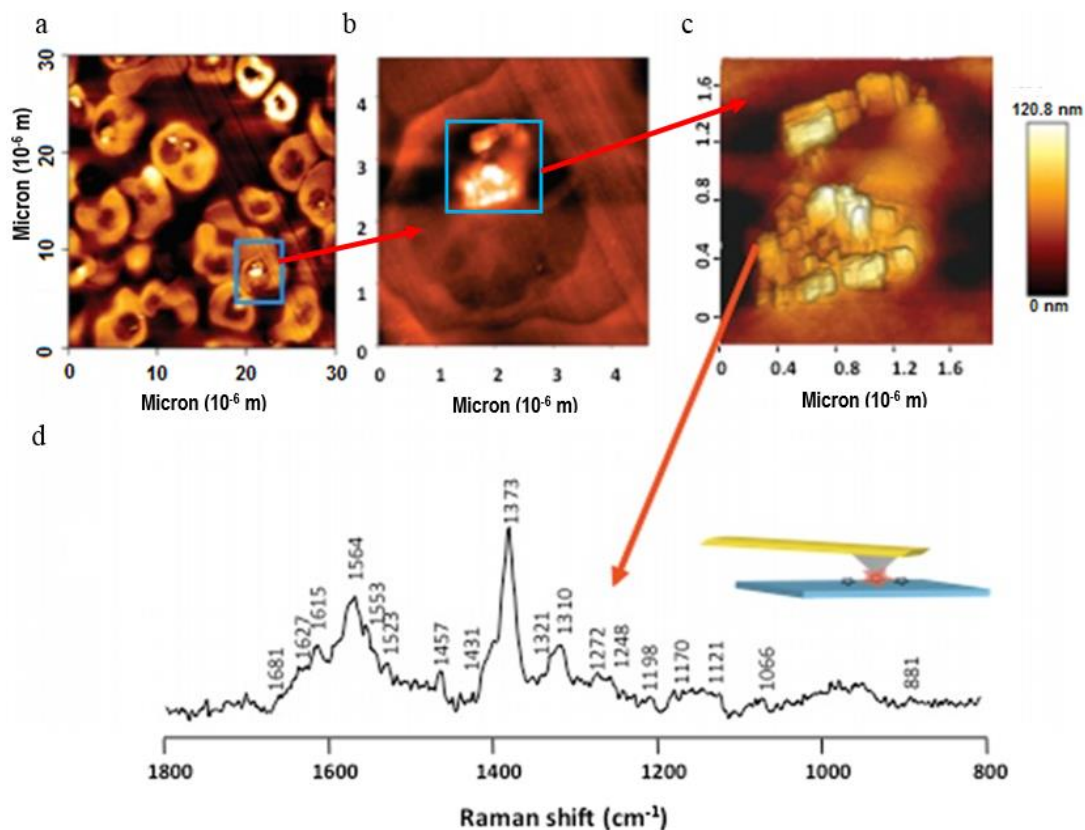 a
b
c
30
20
10
0
Micron (10⁻⁶ m)
0 10 20 30
Micron (10⁻⁶ m)
4
3
2
1
0 1 2 3 4
Micron (10⁻⁶ m)
1.6
1.2
0.8
0.4
0
0.4 0.8 1.2 1.6
Micron (10⁻⁶ m)
120.8 nm
0 nm
d
1681
1627
1615
1564
1553
1523
1457
1431
1373
1321
1310
1272
1248
1198
1170
1121
1066
881
1800 1600 1400 1200 1000 800
Raman shift (cm⁻¹)